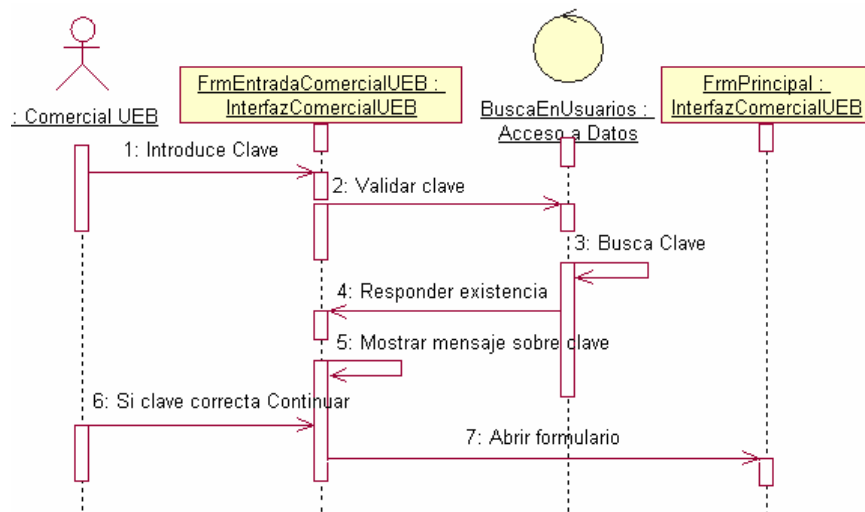 : Comercial UEB
FrmEntradaComercialUEB :
InterfazComercialUEB
BuscaEnUsuarios :
Acceso a Datos
FrmPrincipal :
InterfazComercialUEB
1: Introduce Clave
2: Validar clave
3: Busca Clave
4: Responder existencia
5: Mostrar mensaje sobre clave
6: Si clave correcta Continuar
7: Abrir formulario